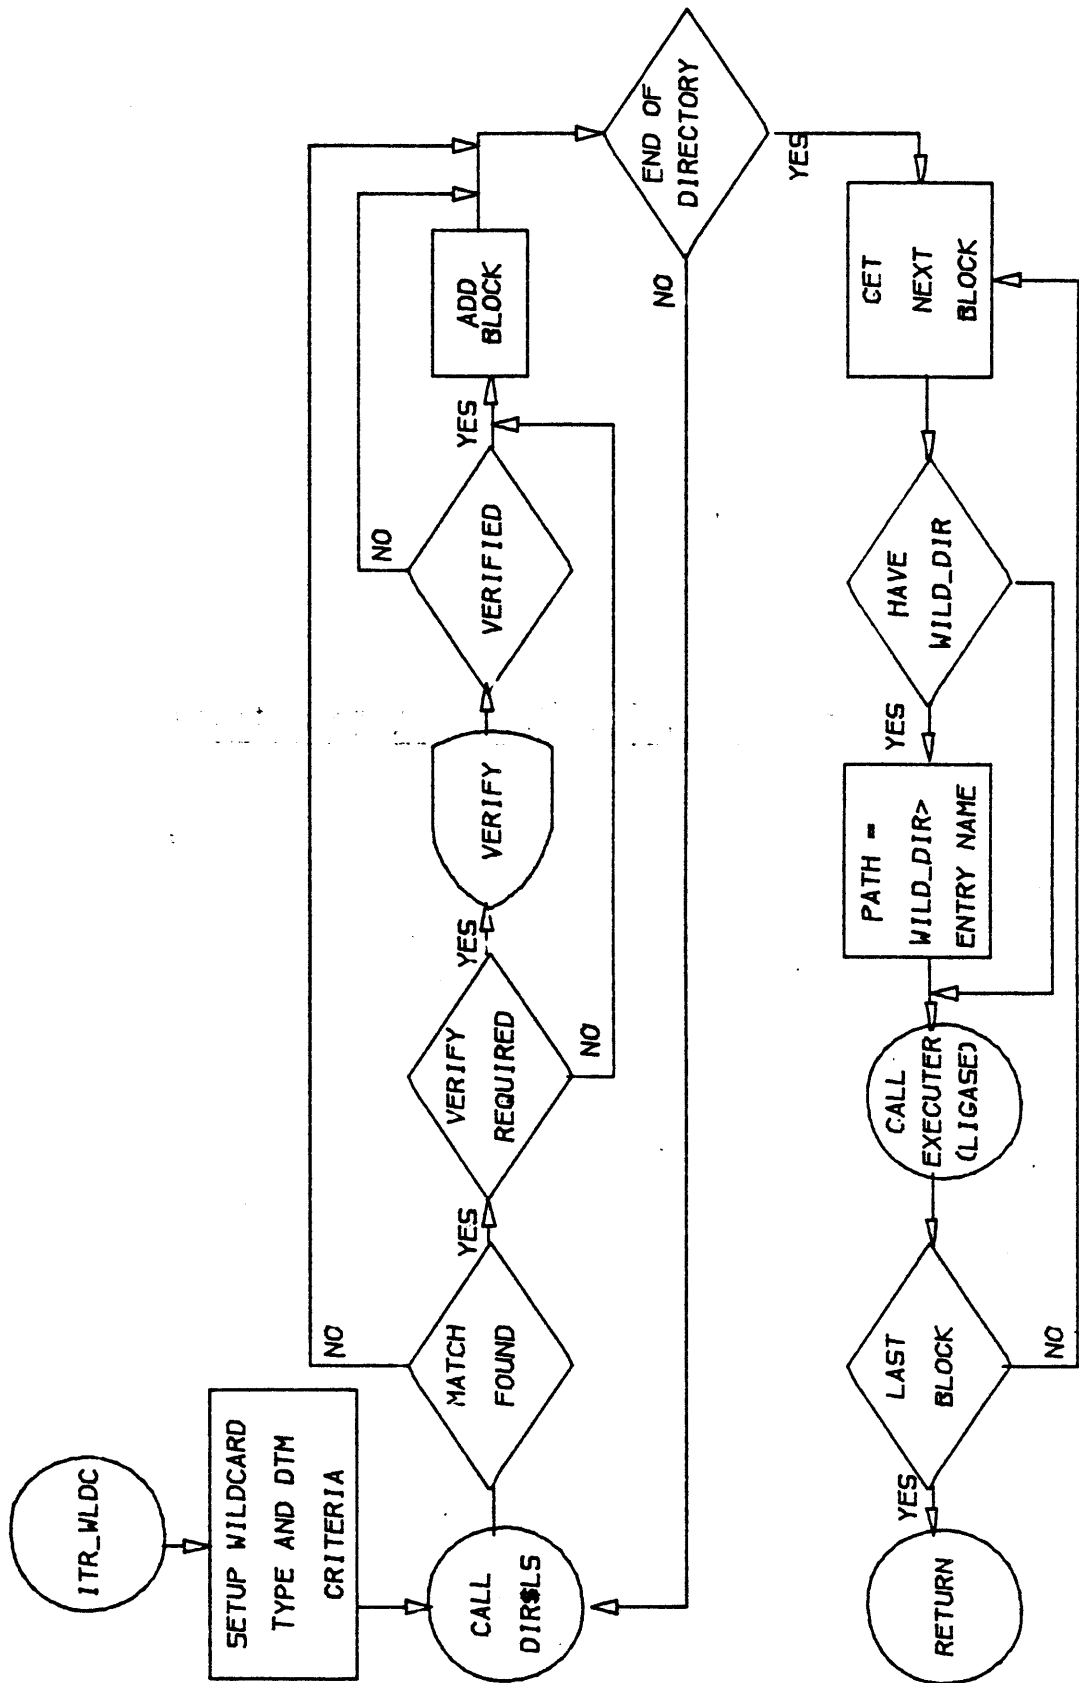 ITR_WLDC
SETUP WILDCARD
TYPE AND DTM
CRITERIA
CALL
DIR$LS
MATCH
FOUND
NO
YES
VERIFY
REQUIRED
NO
YES
VERIFY
VERIFIED
NO
YES
ADD
BLOCK
END OF
DIRECTORY
NO
YES
GET
NEXT
BLOCK
HAVE
WILD_DIR
YES
PATH =
WILD_DIR>
ENTRY NAME
CALL
EXECUTER
(LIGASE)
LAST
BLOCK
NO
YES
RETURN